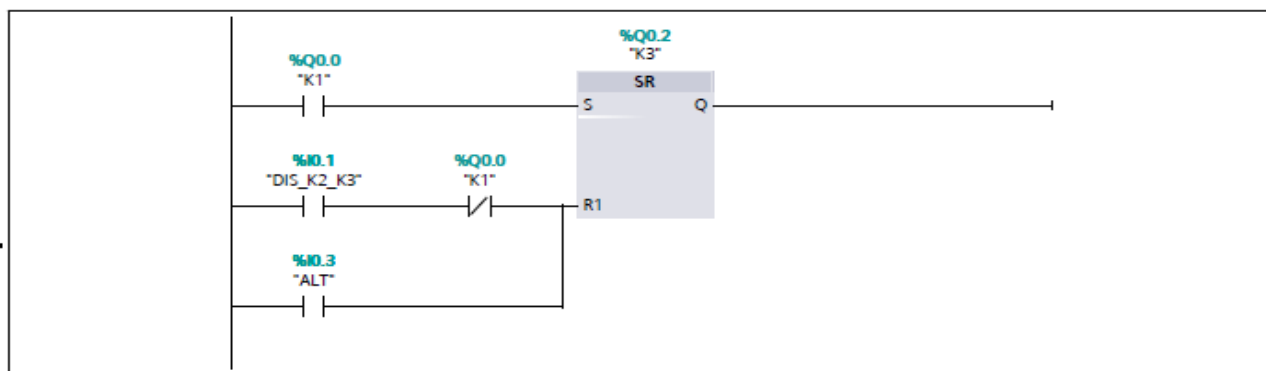 %Q0.2
"K3"
%Q0.0
"K1"
SR
S
Q
%I0.1
"DIS_K2_K3"
%Q0.0
"K1"
R1
%I0.3
"ALT"